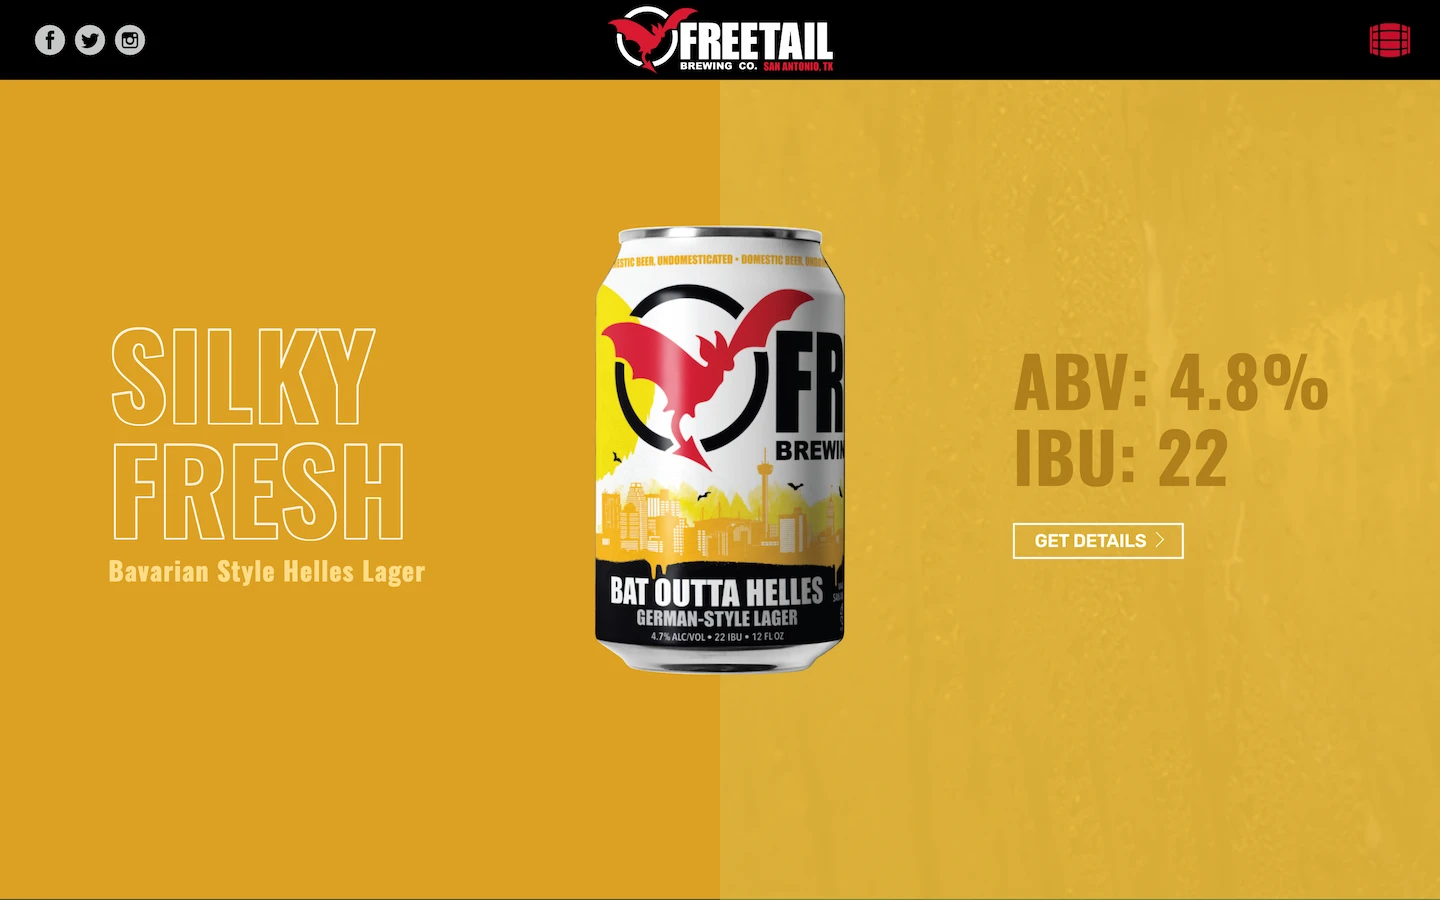 FREETAIL
BREWING CO. SAN ANTONIO, TX
SILKY
FRESH
Bavarian Style Helles Lager
ESTIC BEER, UNDOMESTICATED • DOMESTIC BEER, UNDO
FR
BREWIN
BAT OUTTA HELLES
GERMAN-STYLE LAGER
4.7% ALC/VOL • 22 IBU • 12 FL OZ
ABV: 4.8%
IBU: 22
GET DETAILS